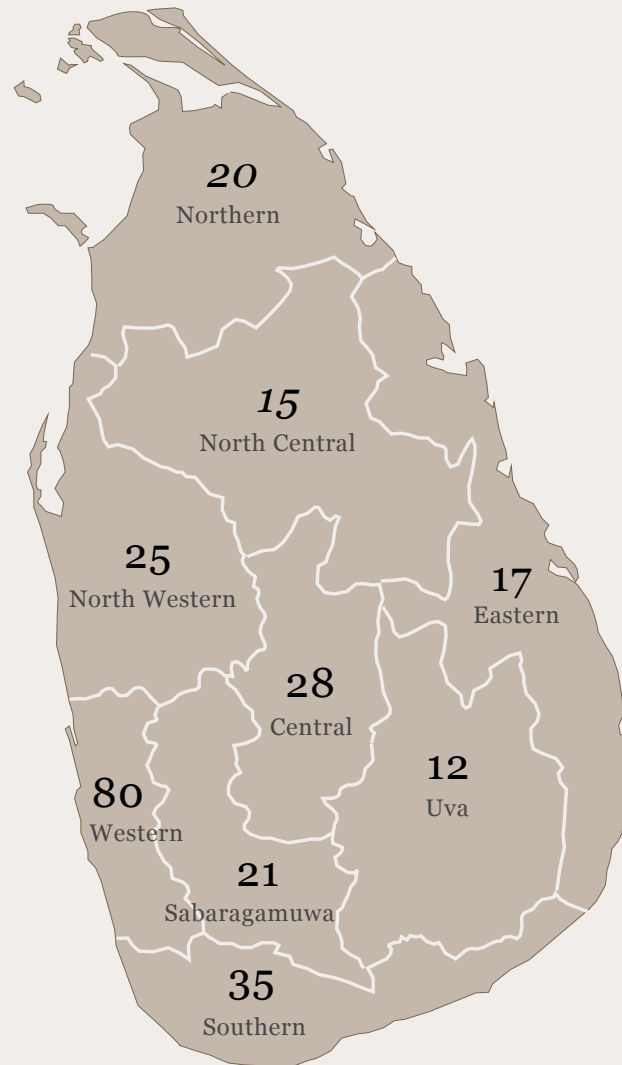 20
Northern
15
North Central
25
North Western
17
Eastern
28
Central
12
Uva
80
Western
21
Sabaragamuwa
35
Southern